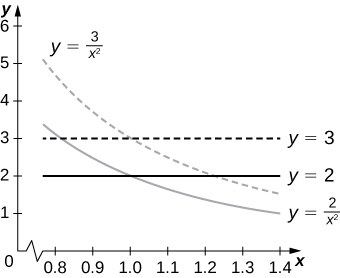 y
6
y = 3/x²
5
4
3
y = 3
2
y = 2
1
y = 2/x²
0
0.8 0.9 1.0 1.1 1.2 1.3 1.4 x